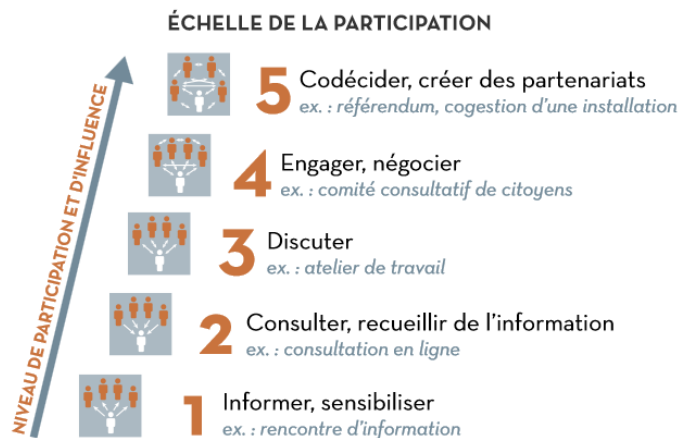 ÉCHELLE DE LA PARTICIPATION
NIVEAU DE PARTICIPATION ET D'INFLUENCE
5 Codécider, créer des partenariats
ex. : référendum, cogestion d'une installation
4 Engager, négocier
ex. : comité consultatif de citoyens
3 Discuter
ex. : atelier de travail
2 Consulter, recueillir de l'information
ex. : consultation en ligne
1 Informer, sensibiliser
ex. : rencontre d'information